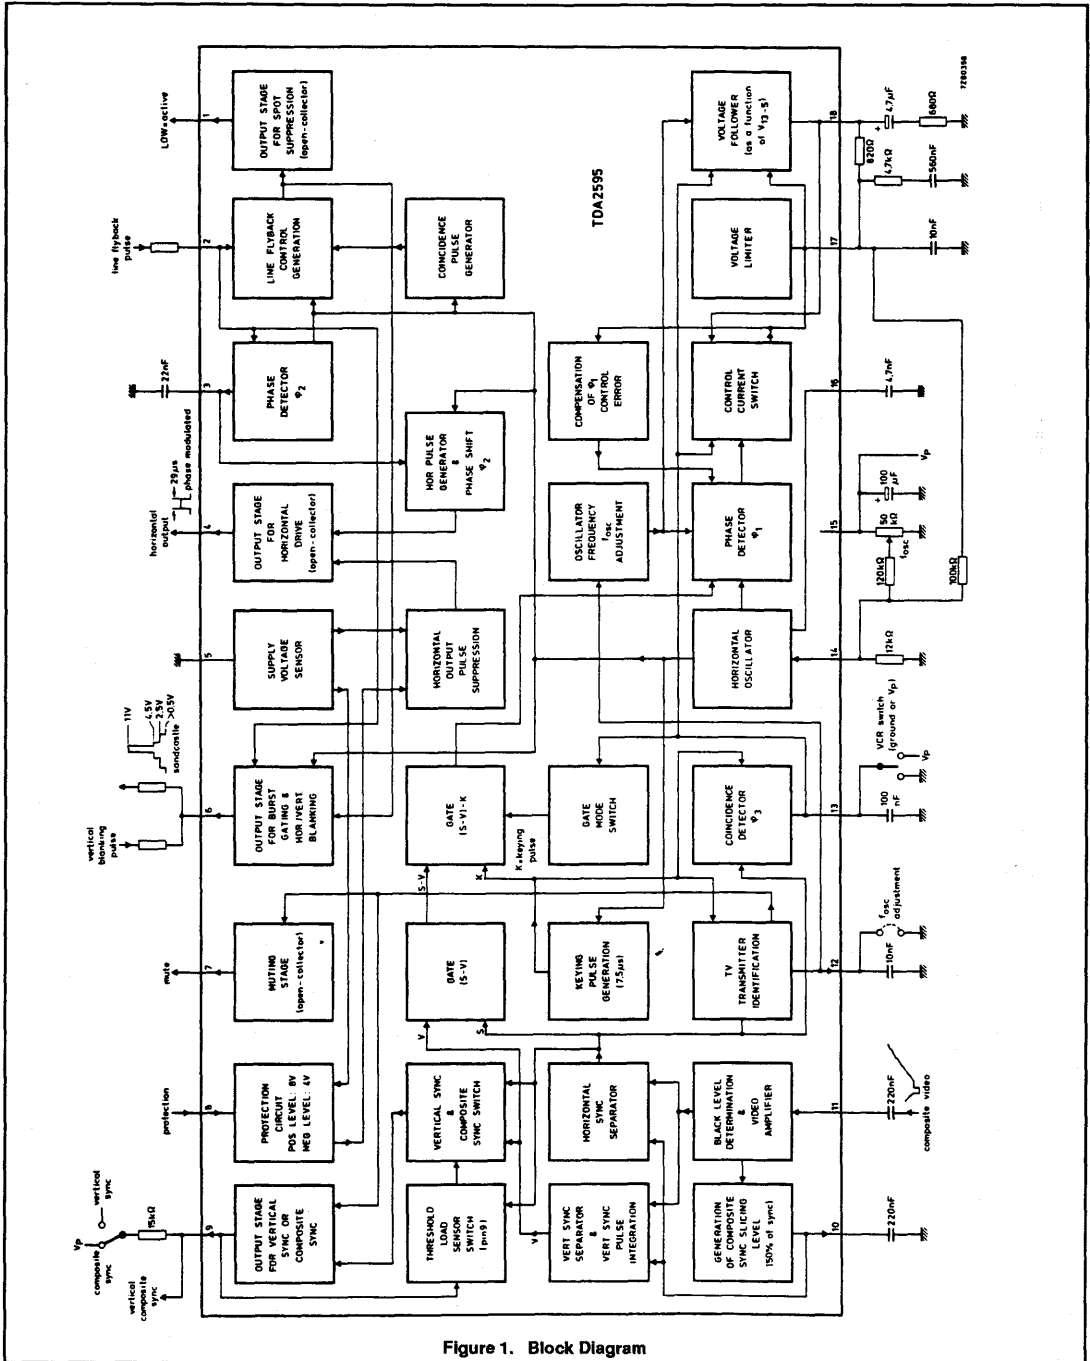 Vp
composite sync
vertical sync
15kΩ
vertical composite sync
protection
mute
vertical blanking pulse
11V
4.5V
2.5V
>0.5V
sandcastle
horizontal output
29µs
phase modulated
22nF
line flyback pulse
LOW=active
9
8
7
6
5
4
3
2
1
OUTPUT STAGE
FOR VERTICAL
SYNC OR
COMPOSITE
SYNC
PROTECTION
CIRCUIT
POS LEVEL: 8V
MEG LEVEL: 4V
MUTING
STAGE
(open-collector)
OUTPUT STAGE
FOR BURST
GATING &
HOR/VERT.
BLANKING
SUPPLY
VOLTAGE
SENSOR
OUTPUT STAGE
FOR
HORIZONTAL
DRIVE
(open-collector)
PHASE
DETECTOR
φ2
LINE FLYBACK
CONTROL
GENERATION
OUTPUT STAGE
FOR SPOT
SUPPRESSION
(open-collector)
THRESHOLD
LOAD
SENSOR
SWITCH
(pin9)
VERTICAL SYNC
&
COMPOSITE
SYNC SWITCH
V
S
GATE
(S-V)
S-V
K
GATE
(S-V)-K
HORIZONTAL
OUTPUT
PULSE
SUPPRESSION
HOR PULSE
GENERATOR
&
PHASE SHIFT
φ2
COINCIDENCE
PULSE
GENERATOR
V
VERT SYNC
SEPARATOR
&
VERT SYNC
PULSE
INTEGRATION
HORIZONTAL
SYNC
SEPARATOR
KEYING
PULSE
GENERATION
(7.5µs)
K=keying
pulse
GATE
MODE
SWITCH
OSCILLATOR
FREQUENCY
fosc
ADJUSTMENT
COMPENSATION
OF φ1
CONTROL
ERROR
TDA2595
GENERATION
OF COMPOSITE
SYNC SLICING
LEVEL
(50% of sync)
BLACK LEVEL
DETERMINATION
&
VIDEO
AMPLIFIER
TV
TRANSMITTER
IDENTIFICATION
COINCIDENCE
DETECTOR
φ3
HORIZONTAL
OSCILLATOR
PHASE
DETECTOR
φ1
CONTROL
CURRENT
SWITCH
VOLTAGE
LIMITER
VOLTAGE
FOLLOWER
(as a function
of V13-5)
10
11
12
13
14
15
16
17
18
220nF
220nF
composite video
10nF
fosc
adjustment
100
nF
VCR switch
(ground or Vp)
Vp
12kΩ
120kΩ
50
kΩ
fosc
+
100
µF
Vp
100kΩ
4.7nF
10nF
820Ω
4.7kΩ
560nF
+
4.7µF
680Ω
7Z80358
Figure 1. Block Diagram